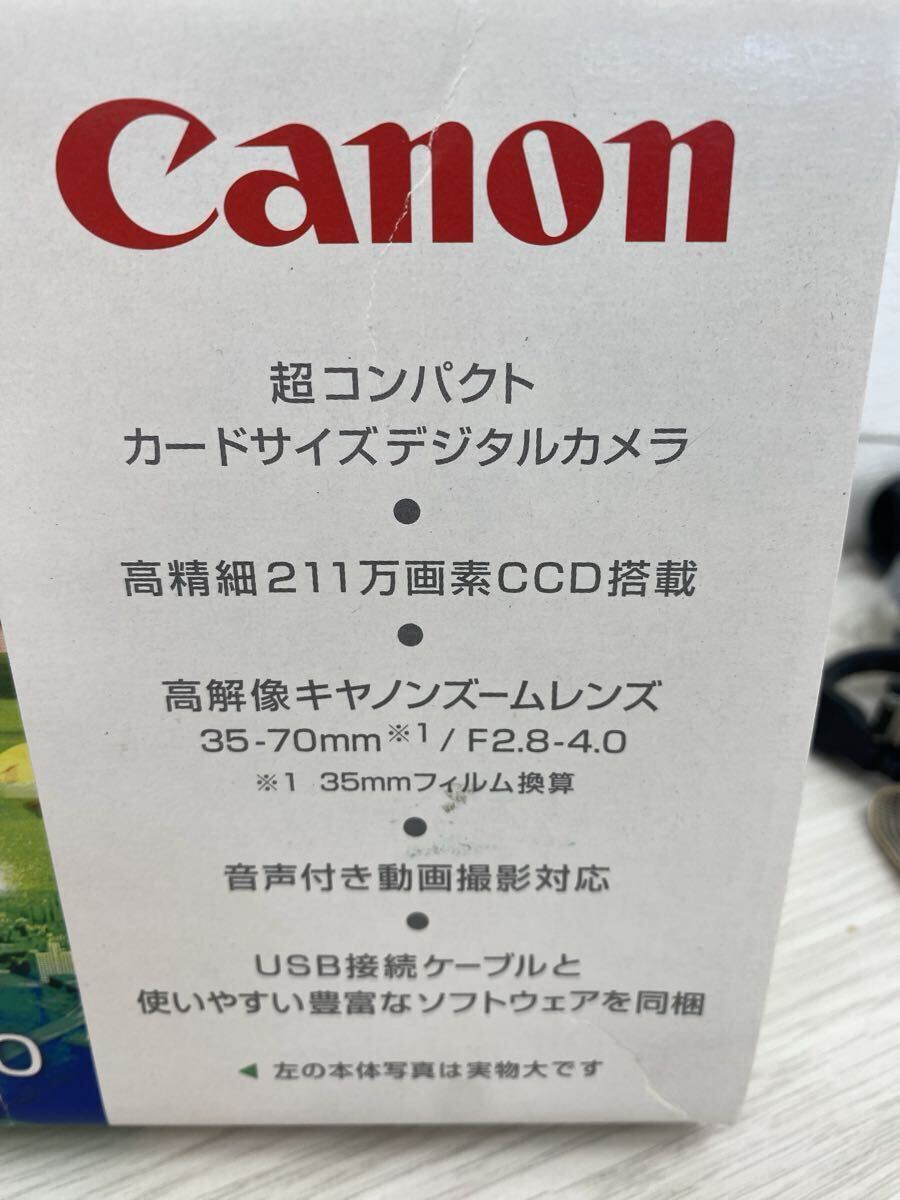 Canon
超コンパクト
カードサイズデジタルカメラ
●
高精細211万画素CCD搭載
●
高解像キヤノンズームレンズ
35-70mm※1/F2.8-4.0
※1 35mmフィルム換算
●
音声付き動画撮影対応
●
USB接続ケーブルと
使いやすい豊富なソフトウェアを同梱
◀ 左の本体写真は実物大です